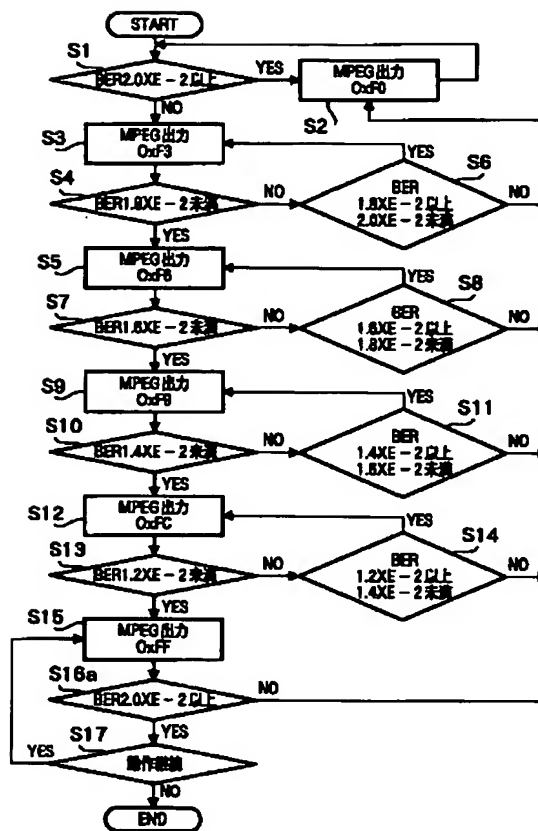 START
S1
BER2.0XE-2以上
YES
MPEG出力
0xF0
S2
NO
S3
MPEG出力
0xF3
YES
S6
S4
BER1.8XE-2未満
NO
BER
1.8XE-2以上
2.0XE-2未満
NO
YES
S5
MPEG出力
0xF6
YES
S8
S7
BER1.6XE-2未満
NO
BER
1.6XE-2以上
1.8XE-2未満
NO
YES
S9
MPEG出力
0xF9
YES
S11
S10
BER1.4XE-2未満
NO
BER
1.4XE-2以上
1.6XE-2未満
NO
YES
S12
MPEG出力
0xFC
YES
S14
S13
BER1.2XE-2未満
NO
BER
1.2XE-2以上
1.4XE-2未満
NO
YES
S15
MPEG出力
0xFF
S16a
BER2.0XE-2以上
NO
YES
S17
YES
動作継続
NO
END